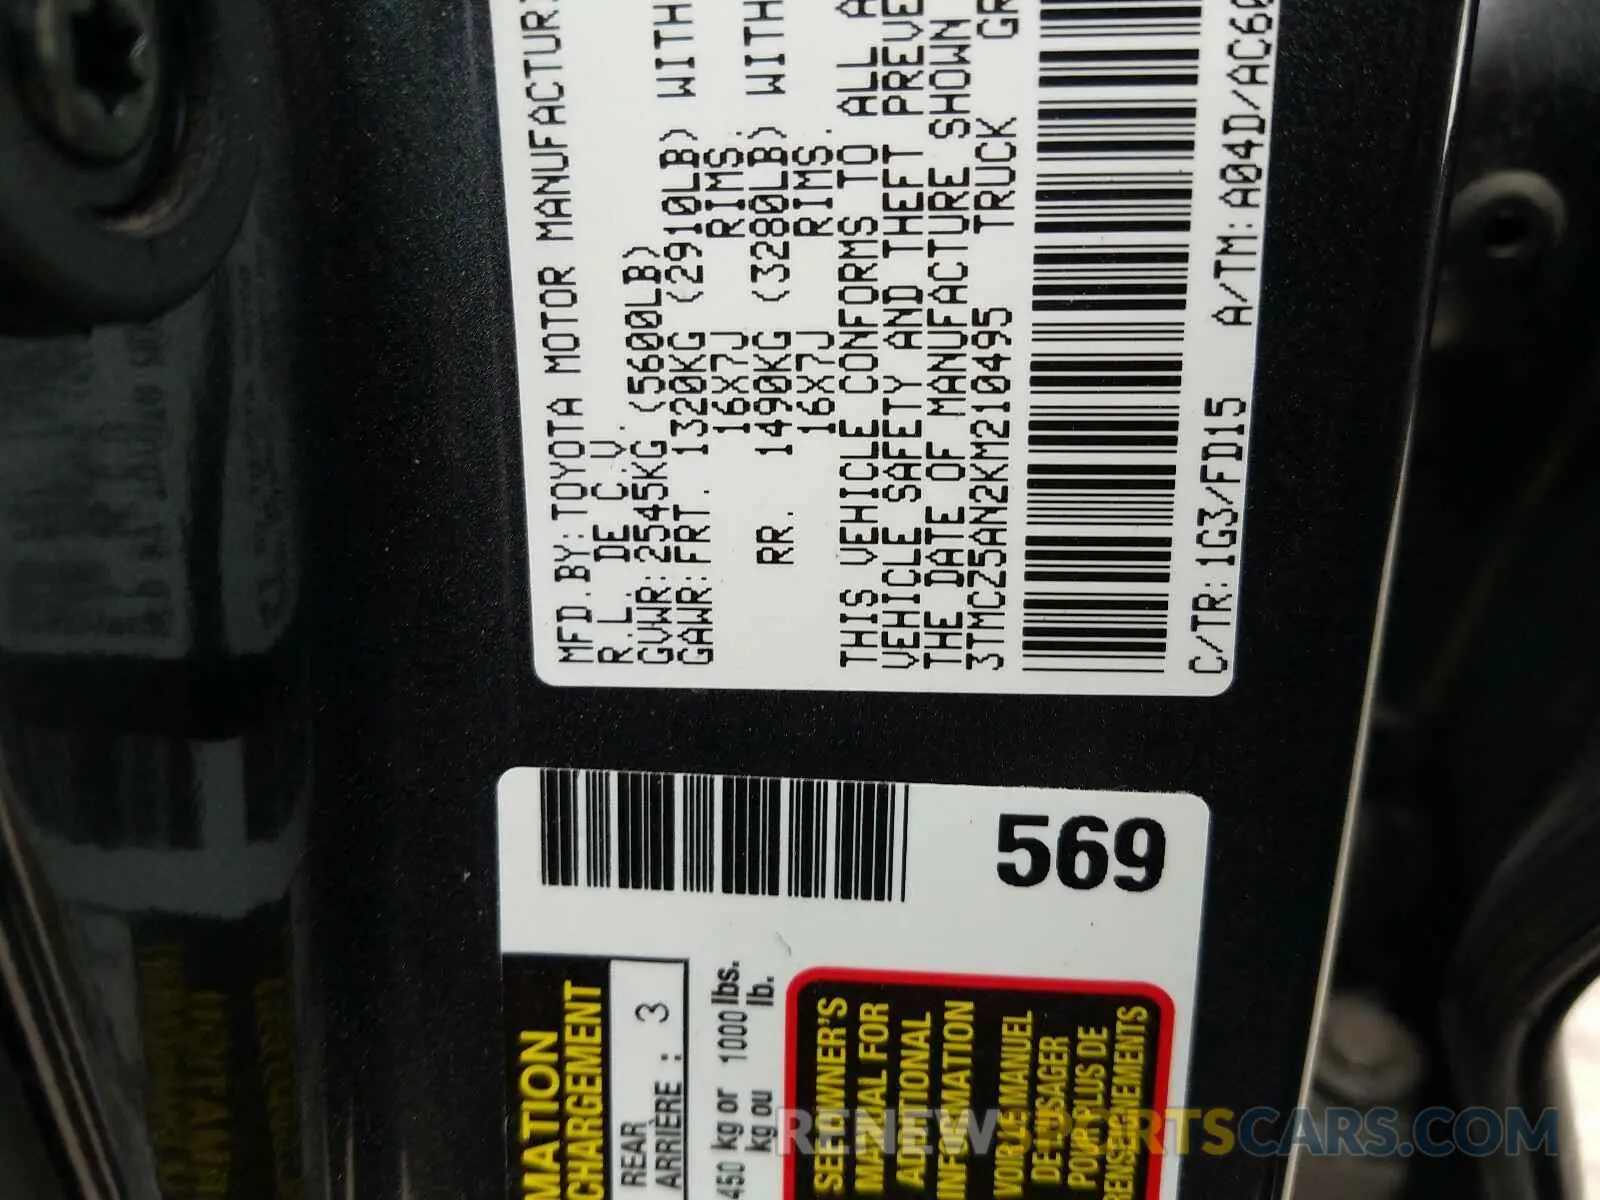 MFD.BY:TOYOTA MOTOR MANUFACTURI
R.L. DE C.V.
GVWR:2545KG (5600LB)
GAWR:FRT. 1320KG (2910LB) WITH
16X7J RIMS.
RR. 1490KG (3280LB) WITH
16X7J RIMS.
THIS VEHICLE CONFORMS TO ALL A
VEHICLE SAFETY AND THEFT PREVE
THE DATE OF MANUFACTURE SHOWN
3TMCZ5AN2KM210495 TRUCK GR
C/TR:1G3/FD15 A/TM:A04D/AC60
569
MATION
CHARGEMENT
REAR
ARRIÈRE : 3
450 kg or 1000 lbs.
kg ou lb.
SEE OWNER'S
MANUAL FOR
ADDITIONAL
INFORMATION
VOIR LE MANUEL
DE L'USAGER
POUR PLUS DE
RENSEIGNEMENTS
RENEWSPORTSCARS.COM